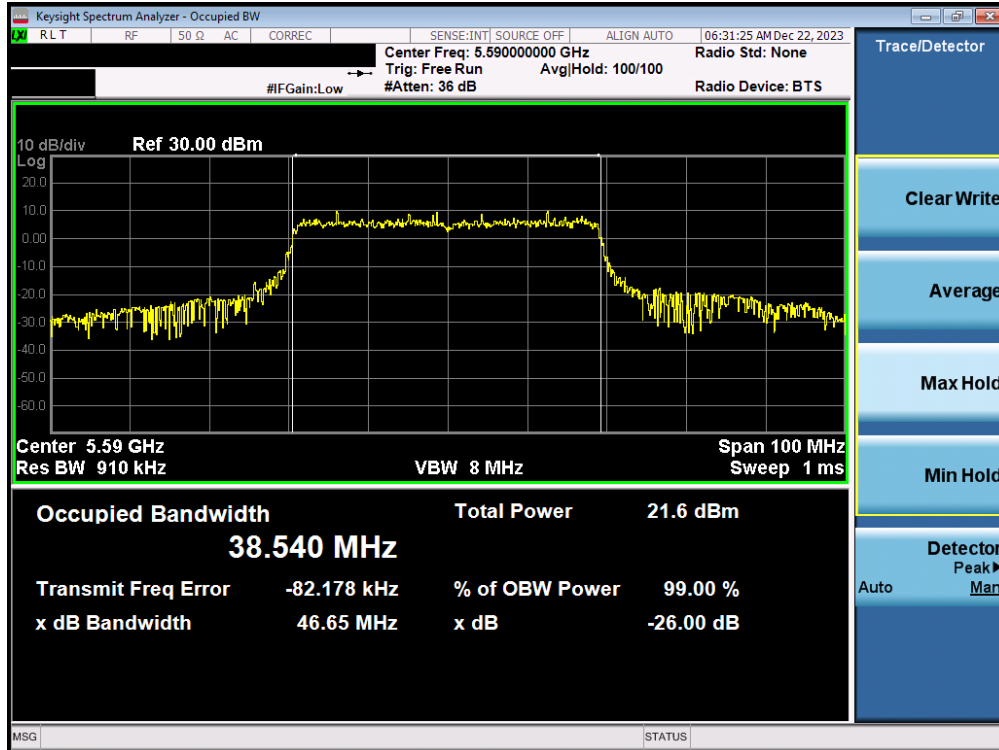 Keysight Spectrum Analyzer - Occupied BW
LXI RLT RF 50 Ω AC CORREC SENSE:INT SOURCE OFF ALIGN AUTO 06:31:25 AM Dec 22, 2023
Center Freq: 5.590000000 GHz Radio Std: None
Trig: Free Run Avg|Hold: 100/100
#IFGain:Low #Atten: 36 dB Radio Device: BTS
Trace/Detector
10 dB/div Ref 30.00 dBm
Log
20.0
10.0
0.00
-10.0
-20.0
-30.0
-40.0
-50.0
-60.0
Center 5.59 GHz Span 100 MHz
Res BW 910 kHz VBW 8 MHz Sweep 1 ms
Occupied Bandwidth Total Power 21.6 dBm
38.540 MHz
Transmit Freq Error -82.178 kHz % of OBW Power 99.00 %
x dB Bandwidth 46.65 MHz x dB -26.00 dB
Clear Write
Average
Max Hold
Min Hold
Detector
Peak
Auto Man
MSG STATUS